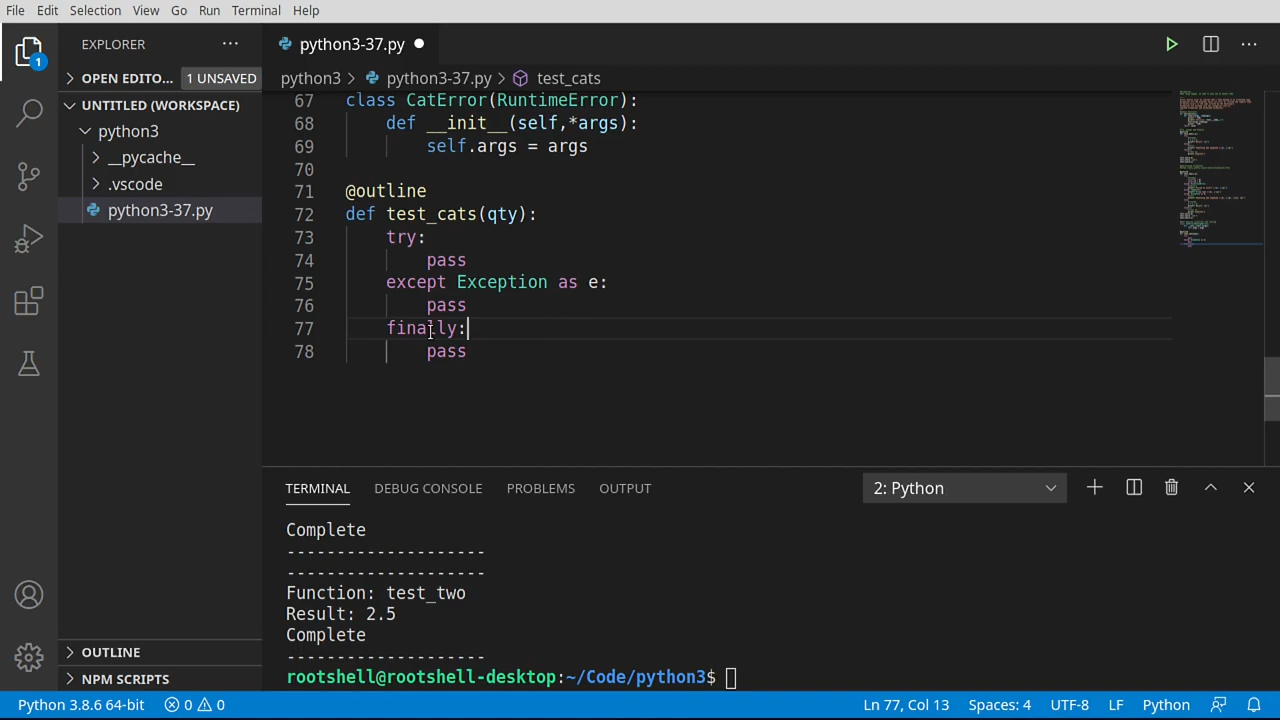 File Edit Selection View Go Run Terminal Help
EXPLORER ...
python3-37.py
OPEN EDITO... 1 UNSAVED
python3 > python3-37.py > test_cats
UNTITLED (WORKSPACE)
python3
__pycache__
.vscode
python3-37.py
67 class CatError(RuntimeError):
68 def __init__(self,*args):
69 self.args = args
70
71 @outline
72 def test_cats(qty):
73 try:
74 pass
75 except Exception as e:
76 pass
77 finally:
78 pass
TERMINAL DEBUG CONSOLE PROBLEMS OUTPUT 2: Python
Complete
--------------------
--------------------
Function: test_two
Result: 2.5
Complete
--------------------
rootshell@rootshell-desktop:~/Code/python3$
1
OUTLINE
NPM SCRIPTS
Python 3.8.6 64-bit 0 0 Ln 77, Col 13 Spaces: 4 UTF-8 LF Python